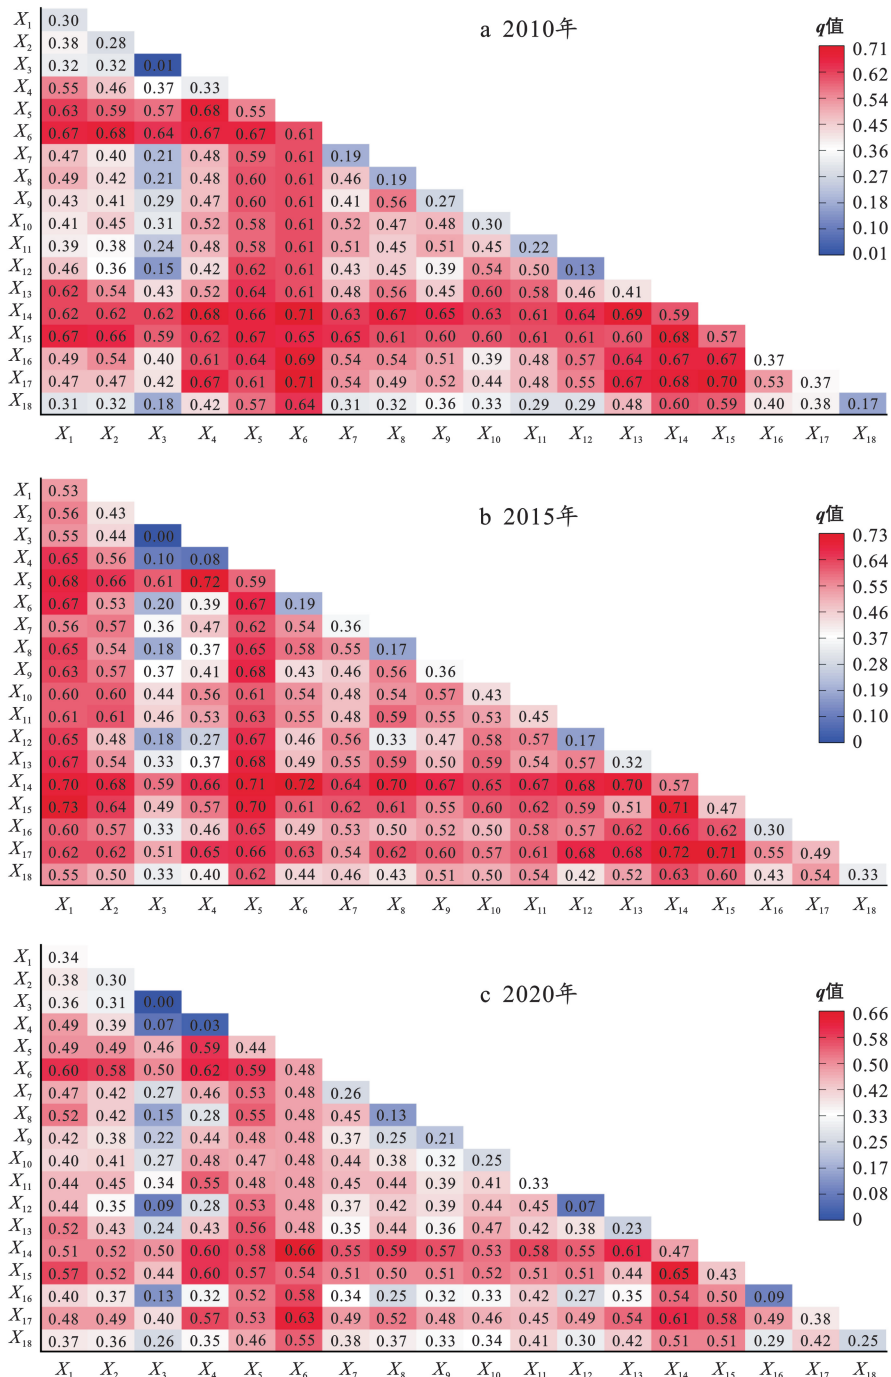 a 2010年
q值
X1 0.30
X2 0.38 0.28
X3 0.32 0.32 0.01
X4 0.55 0.46 0.37 0.33
X5 0.63 0.59 0.57 0.68 0.55
X6 0.67 0.68 0.64 0.67 0.67 0.61
X7 0.47 0.40 0.21 0.48 0.59 0.61 0.19
X8 0.49 0.42 0.21 0.48 0.60 0.61 0.46 0.19
X9 0.43 0.41 0.29 0.47 0.60 0.61 0.41 0.56 0.27
X10 0.41 0.45 0.31 0.52 0.58 0.61 0.52 0.47 0.48 0.30
X11 0.39 0.38 0.24 0.48 0.58 0.61 0.51 0.45 0.51 0.45 0.22
X12 0.46 0.36 0.15 0.42 0.62 0.61 0.43 0.45 0.39 0.54 0.50 0.13
X13 0.62 0.54 0.43 0.52 0.64 0.61 0.48 0.56 0.45 0.60 0.58 0.46 0.41
X14 0.62 0.62 0.62 0.68 0.66 0.71 0.63 0.67 0.65 0.63 0.61 0.64 0.69 0.59
X15 0.67 0.66 0.59 0.62 0.67 0.65 0.65 0.61 0.60 0.60 0.61 0.61 0.60 0.68 0.57
X16 0.49 0.54 0.40 0.61 0.64 0.69 0.54 0.54 0.51 0.39 0.48 0.57 0.64 0.67 0.67 0.37
X17 0.47 0.47 0.42 0.67 0.61 0.71 0.54 0.49 0.52 0.44 0.48 0.55 0.67 0.68 0.70 0.53 0.37
X18 0.31 0.32 0.18 0.42 0.57 0.64 0.31 0.32 0.36 0.33 0.29 0.29 0.48 0.60 0.59 0.40 0.38 0.17
X1 X2 X3 X4 X5 X6 X7 X8 X9 X10 X11 X12 X13 X14 X15 X16 X17 X18
0.71
0.62
0.54
0.45
0.36
0.27
0.18
0.10
0.01
b 2015年
q值
X1 0.53
X2 0.56 0.43
X3 0.55 0.44 0.00
X4 0.65 0.56 0.10 0.08
X5 0.68 0.66 0.61 0.72 0.59
X6 0.67 0.53 0.20 0.39 0.67 0.19
X7 0.56 0.57 0.36 0.47 0.62 0.54 0.36
X8 0.65 0.54 0.18 0.37 0.65 0.58 0.55 0.17
X9 0.63 0.57 0.37 0.41 0.68 0.43 0.46 0.56 0.36
X10 0.60 0.60 0.44 0.56 0.61 0.54 0.48 0.54 0.57 0.43
X11 0.61 0.61 0.46 0.53 0.63 0.55 0.48 0.59 0.55 0.53 0.45
X12 0.65 0.48 0.18 0.27 0.67 0.46 0.56 0.33 0.47 0.58 0.57 0.17
X13 0.67 0.54 0.33 0.37 0.68 0.49 0.55 0.59 0.50 0.59 0.54 0.57 0.32
X14 0.70 0.68 0.59 0.66 0.71 0.72 0.64 0.70 0.67 0.65 0.67 0.68 0.70 0.57
X15 0.73 0.64 0.49 0.57 0.70 0.61 0.62 0.61 0.55 0.60 0.62 0.59 0.51 0.71 0.47
X16 0.60 0.57 0.33 0.46 0.65 0.49 0.53 0.50 0.52 0.50 0.58 0.57 0.62 0.66 0.62 0.30
X17 0.62 0.62 0.51 0.65 0.66 0.63 0.54 0.62 0.60 0.57 0.61 0.68 0.68 0.72 0.71 0.55 0.49
X18 0.55 0.50 0.33 0.40 0.62 0.44 0.46 0.43 0.51 0.50 0.54 0.42 0.52 0.63 0.60 0.43 0.54 0.33
X1 X2 X3 X4 X5 X6 X7 X8 X9 X10 X11 X12 X13 X14 X15 X16 X17 X18
0.73
0.64
0.55
0.46
0.37
0.28
0.19
0.10
0
c 2020年
q值
X1 0.34
X2 0.38 0.30
X3 0.36 0.31 0.00
X4 0.49 0.39 0.07 0.03
X5 0.49 0.49 0.46 0.59 0.44
X6 0.60 0.58 0.50 0.62 0.59 0.48
X7 0.47 0.42 0.27 0.46 0.53 0.48 0.26
X8 0.52 0.42 0.15 0.28 0.55 0.48 0.45 0.13
X9 0.42 0.38 0.22 0.44 0.48 0.48 0.37 0.25 0.21
X10 0.40 0.41 0.27 0.48 0.47 0.48 0.44 0.38 0.32 0.25
X11 0.44 0.45 0.34 0.55 0.48 0.48 0.45 0.44 0.39 0.41 0.33
X12 0.44 0.35 0.09 0.28 0.53 0.48 0.37 0.42 0.39 0.44 0.45 0.07
X13 0.52 0.43 0.24 0.43 0.56 0.48 0.35 0.44 0.36 0.47 0.42 0.38 0.23
X14 0.51 0.52 0.50 0.60 0.58 0.66 0.55 0.59 0.57 0.53 0.58 0.55 0.61 0.47
X15 0.57 0.52 0.44 0.60 0.57 0.54 0.51 0.50 0.51 0.52 0.51 0.51 0.44 0.65 0.43
X16 0.40 0.37 0.13 0.32 0.52 0.58 0.34 0.25 0.32 0.33 0.42 0.27 0.35 0.54 0.50 0.09
X17 0.48 0.49 0.40 0.57 0.53 0.63 0.49 0.52 0.48 0.46 0.45 0.49 0.54 0.61 0.58 0.49 0.38
X18 0.37 0.36 0.26 0.35 0.46 0.55 0.38 0.37 0.33 0.34 0.41 0.30 0.42 0.51 0.51 0.29 0.42 0.25
X1 X2 X3 X4 X5 X6 X7 X8 X9 X10 X11 X12 X13 X14 X15 X16 X17 X18
0.66
0.58
0.50
0.42
0.33
0.25
0.17
0.08
0